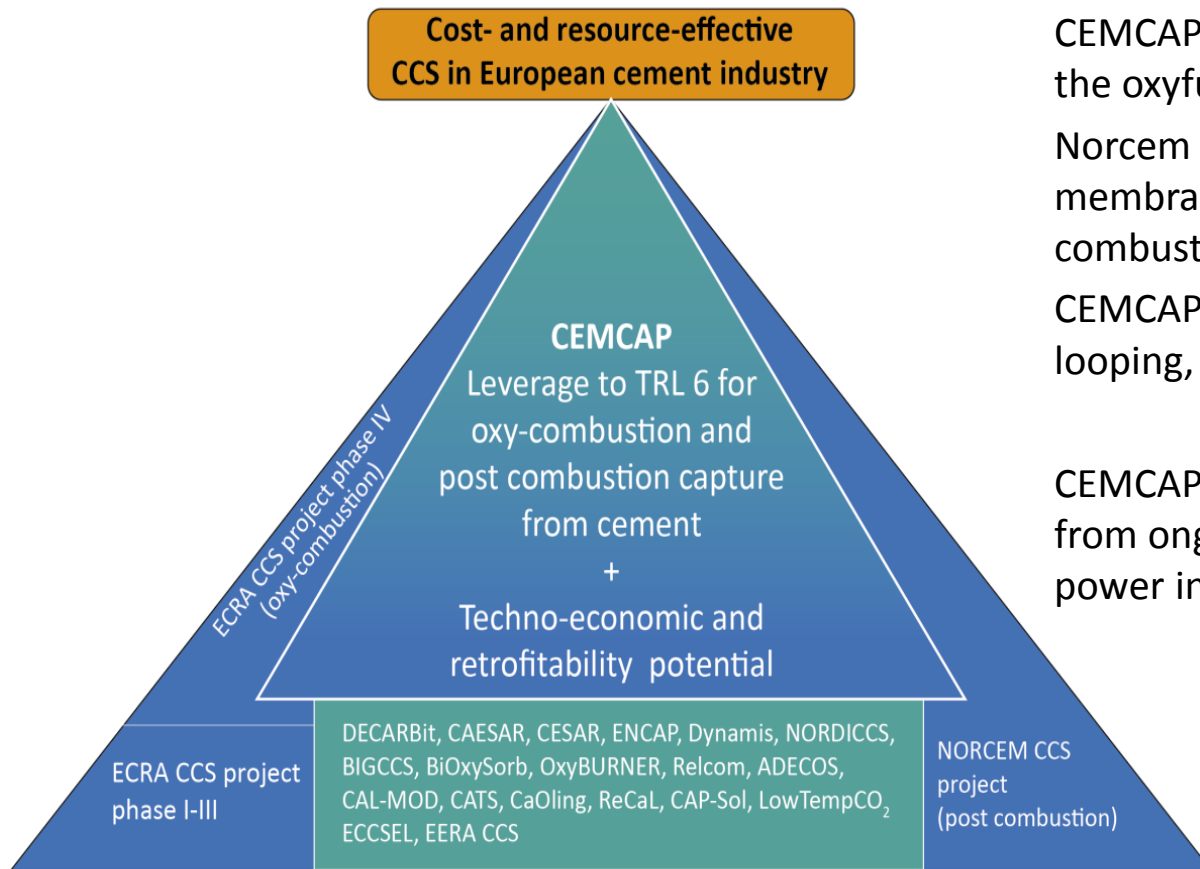 Cost- and resource-effective
CCS in European cement industry
CEMCAP
Leverage to TRL 6 for
oxy-combustion and
post combustion capture
from cement
+
Techno-economic and
retrofitability potential
ECRA CCS project phase IV
(oxy-combustion)
ECRA CCS project
phase I-III
DECARBit, CAESAR, CESAR, ENCAP, Dynamis, NORDICCS,
BIGCCS, BiOxySorb, OxyBURNER, Relcom, ADECOS,
CAL-MOD, CATS, CaOling, ReCaL, CAP-Sol, LowTempCO₂
ECCSEL, EERA CCS
NORCEM CCS
project
(post combustion)
CEMCAP
the oxyfu
Norcem
membra
combust
CEMCAP
looping,
CEMCAP
from ong
power in